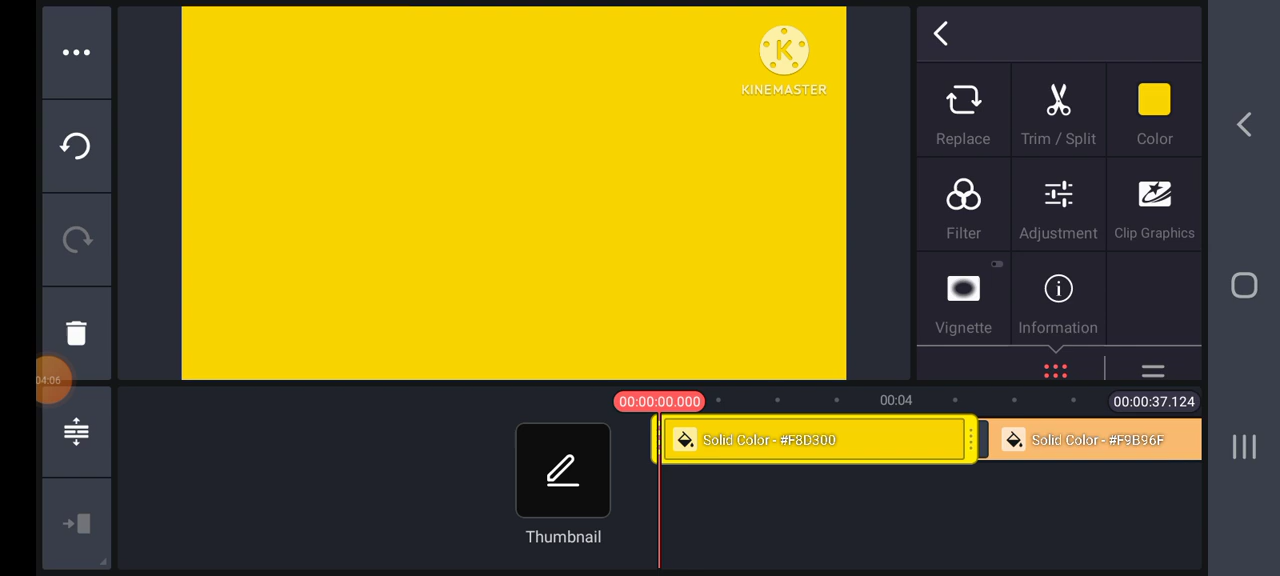 KINEMASTER
Replace
Trim / Split
Color
Filter
Adjustment
Clip Graphics
Vignette
Information
04:06
00:00:00.000
00:04
00:00:37.124
Solid Color - #F8D300
Solid Color - #F9B96F
Thumbnail